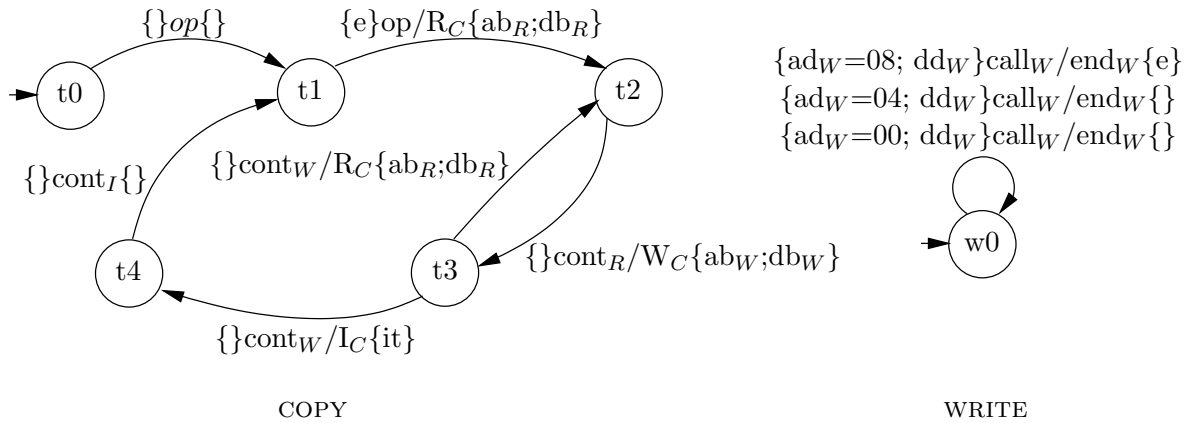 {}op{}
{e}op/R_C{ab_R;db_R}
{ad_W=08; dd_W}call_W/end_W{e}
{ad_W=04; dd_W}call_W/end_W{}
{ad_W=00; dd_W}call_W/end_W{}
t0
t1
t2
{}cont_I{}
{}cont_W/R_C{ab_R;db_R}
t4
t3
w0
{}cont_R/W_C{ab_W;db_W}
{}cont_W/I_C{it}
COPY
WRITE